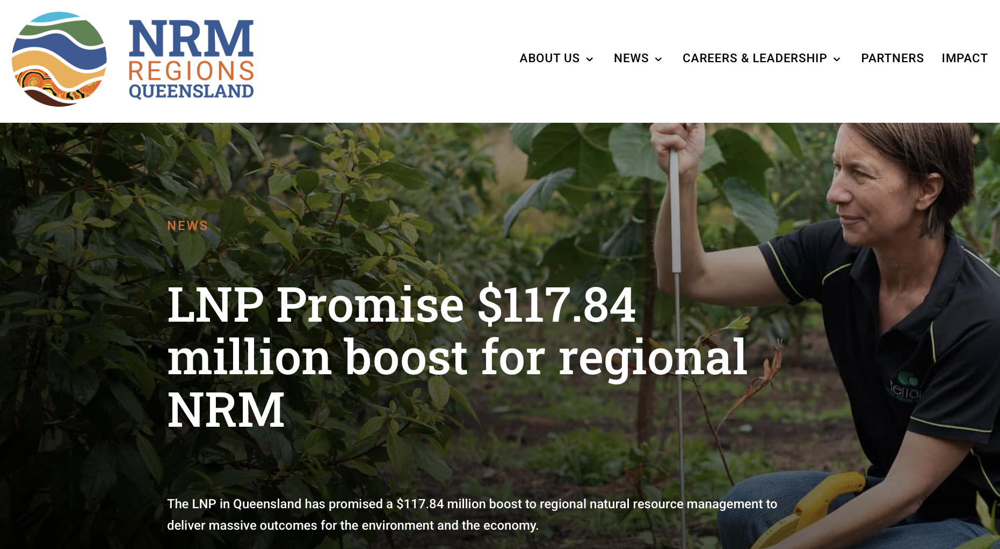 NRM
REGIONS
QUEENSLAND
ABOUT US
NEWS
CAREERS & LEADERSHIP
PARTNERS
IMPACT
NEWS
LNP Promise $117.84
million boost for regional
NRM
The LNP in Queensland has promised a $117.84 million boost to regional natural resource management to
deliver massive outcomes for the environment and the economy.